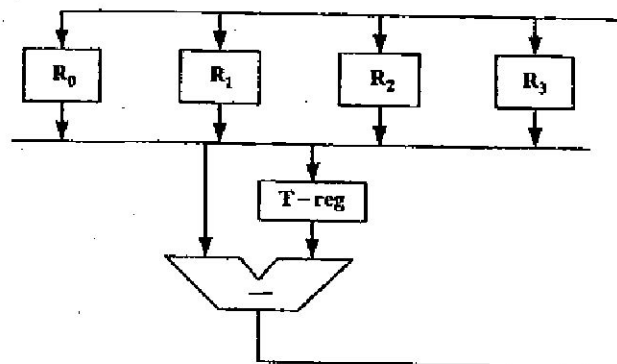 R₀ R₁ R₂ R₃
T – reg
—